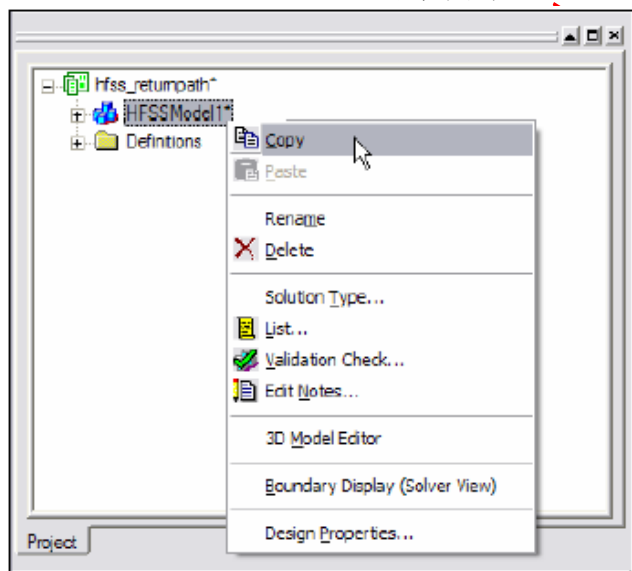 hfss_returnpath*
HFSSModel1*
Definitions
Copy
Paste
Rename
Delete
Solution Type...
List...
Validation Check...
Edit Notes...
3D Model Editor
Boundary Display (Solver View)
Design Properties...
Project